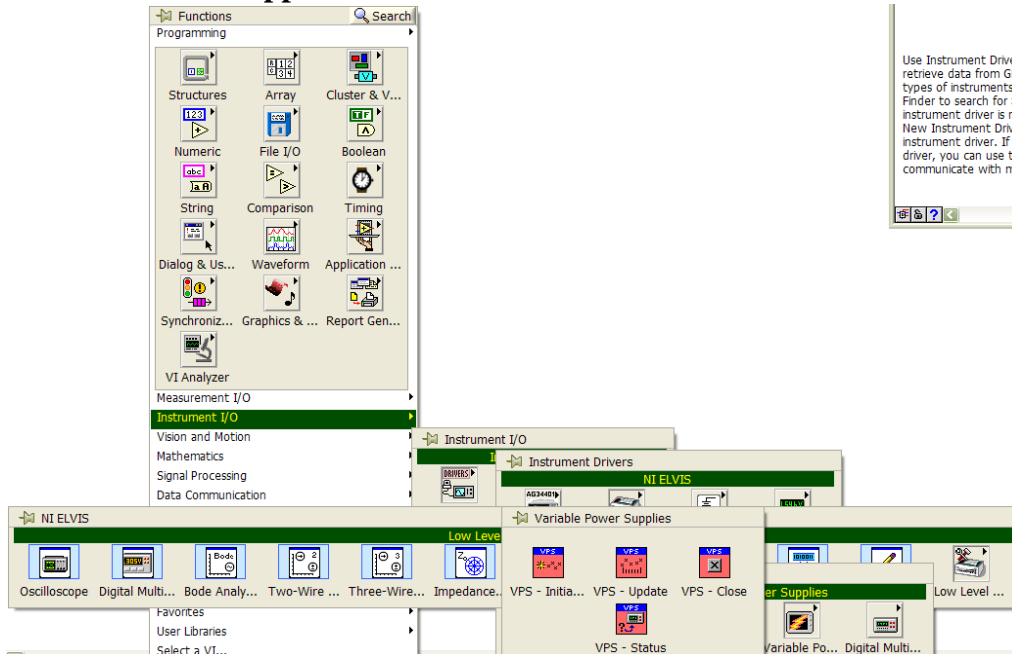 Functions
Search
Programming
Structures
Array
Cluster & V...
Numeric
File I/O
Boolean
String
Comparison
Timing
Dialog & Us...
Waveform
Application ...
Synchroniz...
Graphics & ...
Report Gen...
VI Analyzer
Measurement I/O
Instrument I/O
Vision and Motion
Mathematics
Signal Processing
Data Communication
Favorites
User Libraries
Select a VI...
Instrument I/O
Instrument Drivers
NI ELVIS
NI ELVIS
Low Leve
Oscilloscope
Digital Multi...
Bode Analy...
Two-Wire ...
Three-Wire...
Impedance.
Variable Power Supplies
VPS - Initia...
VPS - Update
VPS - Close
VPS - Status
er Supplies
Variable Po...
Digital Multi...
Low Level ...
Use Instrument Drive
retrieve data from G
types of instruments
Finder to search for
instrument driver is
New Instrument Driv
instrument driver. If
driver, you can use t
communicate with m